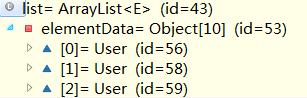 list= ArrayList<E> (id=43)
elementData= Object[10] (id=53)
[0]= User (id=56)
[1]= User (id=58)
[2]= User (id=59)